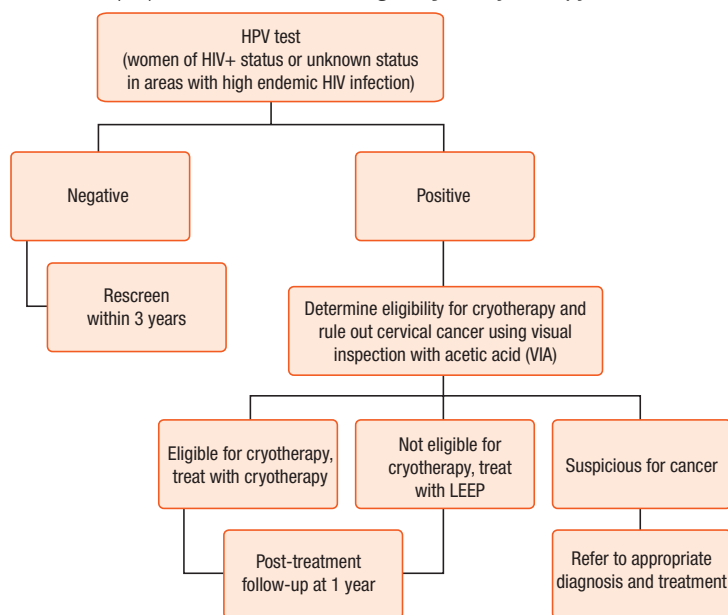 HPV test
(women of HIV+ status or unknown status
in areas with high endemic HIV infection)
Negative
Positive
Rescreen
within 3 years
Determine eligibility for cryotherapy and
rule out cervical cancer using visual
inspection with acetic acid (VIA)
Eligible for cryotherapy,
treat with cryotherapy
Not eligible for
cryotherapy, treat
with LEEP
Suspicious for cancer
Post-treatment
follow-up at 1 year
Refer to appropriate
diagnosis and treatment